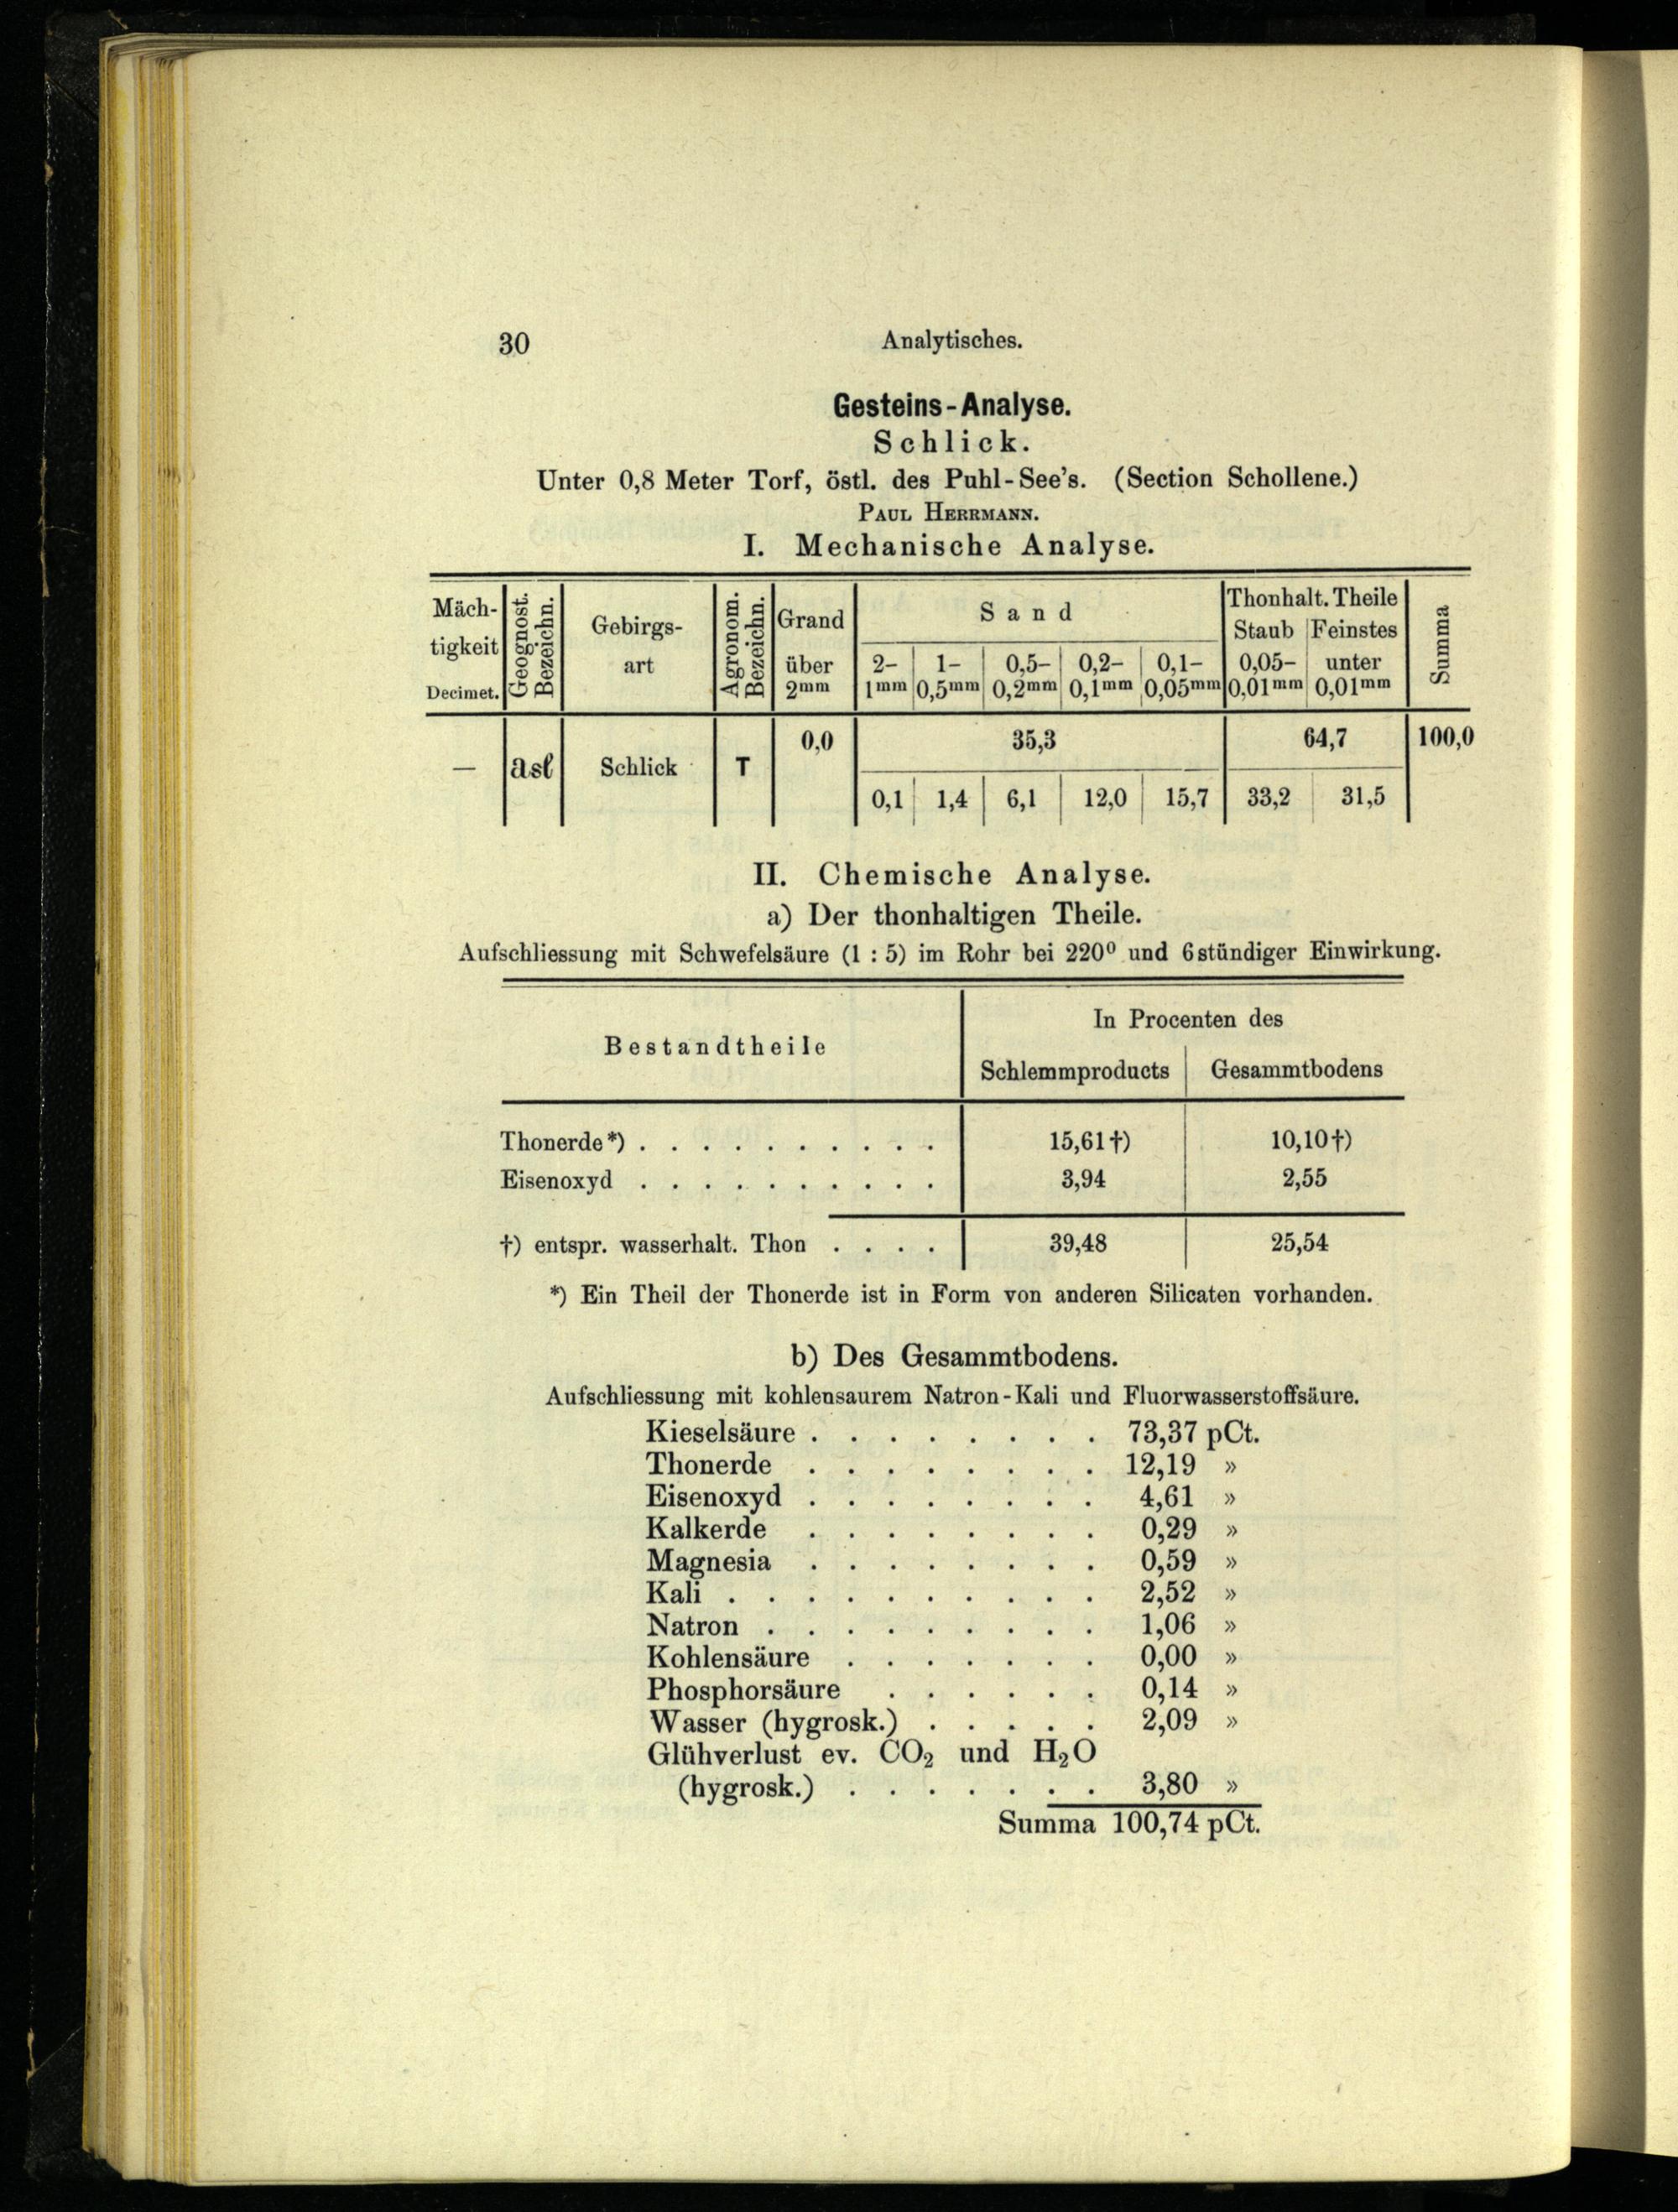 30 Analytisches.
Gesteins-Analyse.
Schlick.
Unter 0,8 Meter Torf, östl. des Puhl-See's. (Section Schollene.)
Paul Herrmann.
I. Mechanische Analyse.
Mäch-
tigkeit
Decimet.
Geognost.
Bezeichn.
Gebirgs-
art
Agronom.
Bezeichn.
Grand
über
2mm
Sand
2-
1mm
1-
0,5mm
0,5-
0,2mm
0,2-
0,1mm
0,1-
0,05mm
Thonhalt. Theile
Staub Feinstes
0,05-
0,01mm
unter
0,01mm
Summa
— asl Schlick T 0,0 35,3 64,7 100,0
0,1 1,4 6,1 12,0 15,7 33,2 31,5
II. Chemische Analyse.
a) Der thonhaltigen Theile.
Aufschliessung mit Schwefelsäure (1 : 5) im Rohr bei 220⁰ und 6stündiger Einwirkung.
Bestandtheile
In Procenten des
Schlemmproducts Gesammtbodens
Thonerde*) . . . . . . . . . . 15,61†) 10,10†)
Eisenoxyd . . . . . . . . . . 3,94 2,55
†) entspr. wasserhalt. Thon . . . . 39,48 25,54
*) Ein Theil der Thonerde ist in Form von anderen Silicaten vorhanden.
b) Des Gesammtbodens.
Aufschliessung mit kohlensaurem Natron-Kali und Fluorwasserstoffsäure.
Kieselsäure . . . . . . . . 73,37 pCt.
Thonerde . . . . . . . . 12,19 »
Eisenoxyd . . . . . . . . 4,61 »
Kalkerde . . . . . . . . 0,29 »
Magnesia . . . . . . . . 0,59 »
Kali . . . . . . . . . . 2,52 »
Natron . . . . . . . . . 1,06 »
Kohlensäure . . . . . . . 0,00 »
Phosphorsäure . . . . . . 0,14 »
Wasser (hygrosk.) . . . . . 2,09 »
Glühverlust ev. CO₂ und H₂O
(hygrosk.) . . . . . . . 3,80 »
Summa 100,74 pCt.